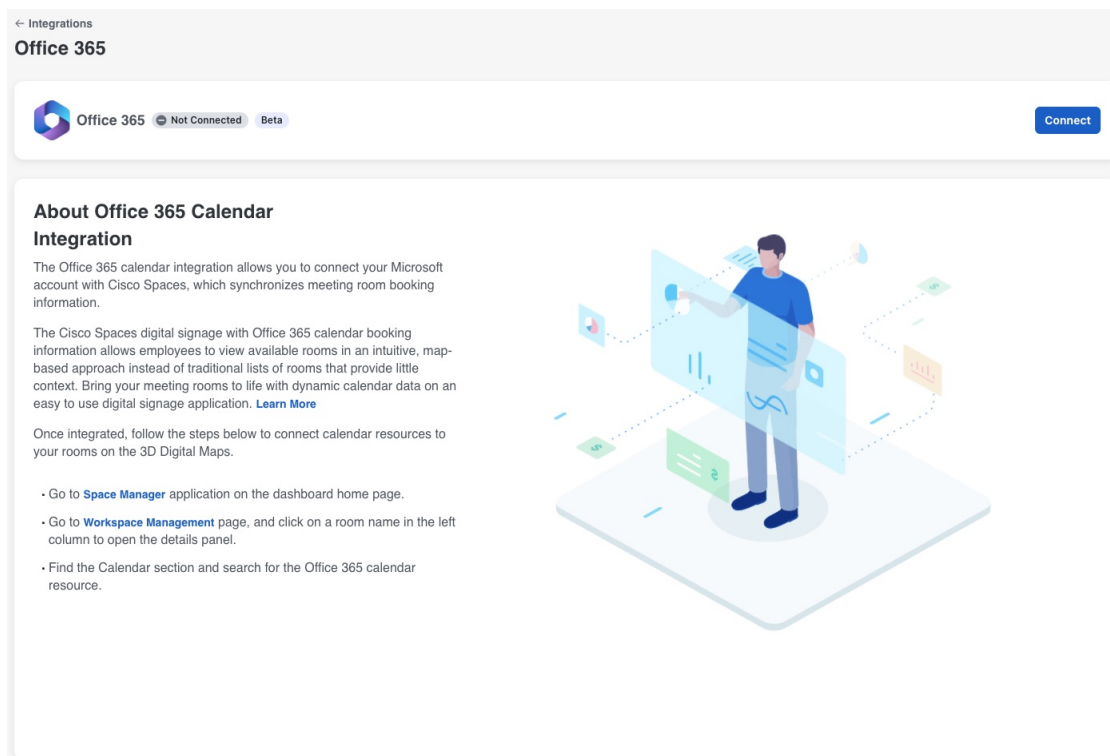 ← Integrations
Office 365
Office 365 Not Connected Beta
Connect
About Office 365 Calendar
Integration
The Office 365 calendar integration allows you to connect your Microsoft
account with Cisco Spaces, which synchronizes meeting room booking
information.
The Cisco Spaces digital signage with Office 365 calendar booking
information allows employees to view available rooms in an intuitive, map-
based approach instead of traditional lists of rooms that provide little
context. Bring your meeting rooms to life with dynamic calendar data on an
easy to use digital signage application. Learn More
Once integrated, follow the steps below to connect calendar resources to
your rooms on the 3D Digital Maps.
• Go to Space Manager application on the dashboard home page.
• Go to Workspace Management page, and click on a room name in the left
column to open the details panel.
• Find the Calendar section and search for the Office 365 calendar
resource.